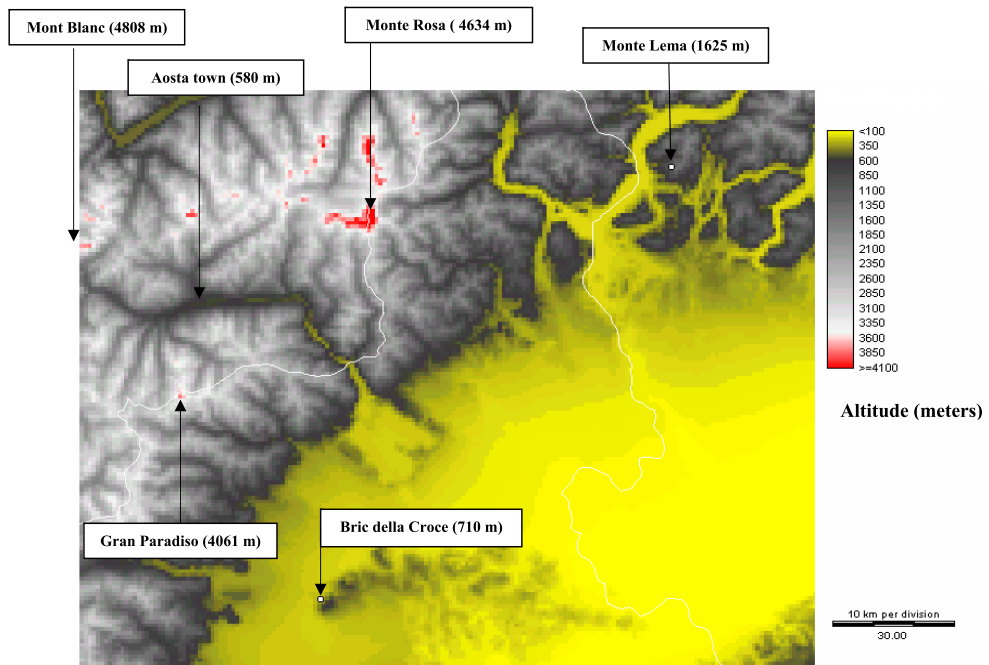 Mont Blanc (4808 m)
Monte Rosa ( 4634 m)
Monte Lema (1625 m)
Aosta town (580 m)
<100
350
600
850
1100
1350
1600
1850
2100
2350
2600
2850
3100
3350
3600
3850
>=4100
Altitude (meters)
Gran Paradiso (4061 m)
Bric della Croce (710 m)
10 km per division
30.00